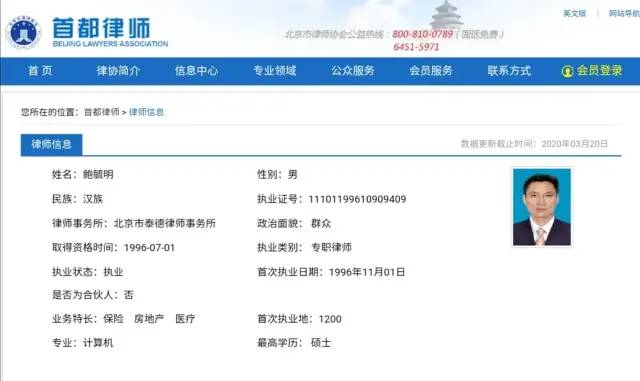 英文版 | 网站导航
首都律师
BEIJING LAWYERS ASSOCIATION
北京市律师协会公益热线：800-810-0789（固话免费.）
6451-5971
首 页 律协简介 信息中心 专业领域 公众服务 会员服务 联系方式 会员登录
您所在的位置：首都律师 > 律师信息
律师信息 数据更新截止时间：2020年03月20日
姓名：鲍毓明 性别：男
民族：汉族 执业证号：11101199610909409
律师事务所：北京市泰德律师事务所 政治面貌： 群众
取得资格时间：1996-07-01 执业类别： 专职律师
执业状态：执业 首次执业日期：1996年11月01日
是否为合伙人：否
业务特长：保险 房地产 医疗 首次执业地：1200
专业：计算机 最高学历： 硕士